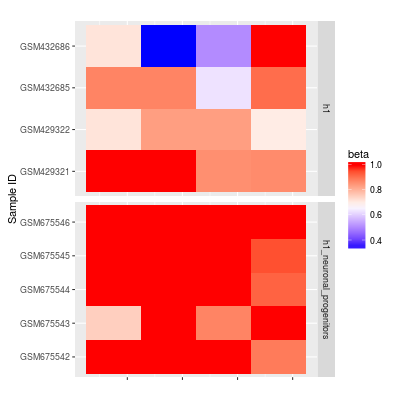 GSM432686
GSM432685
GSM429322
GSM429321
h1
Sample ID
GSM675546
GSM675545
GSM675544
GSM675543
GSM675542
h1_neuronal_progenitors
beta
1.0
0.8
0.6
0.4